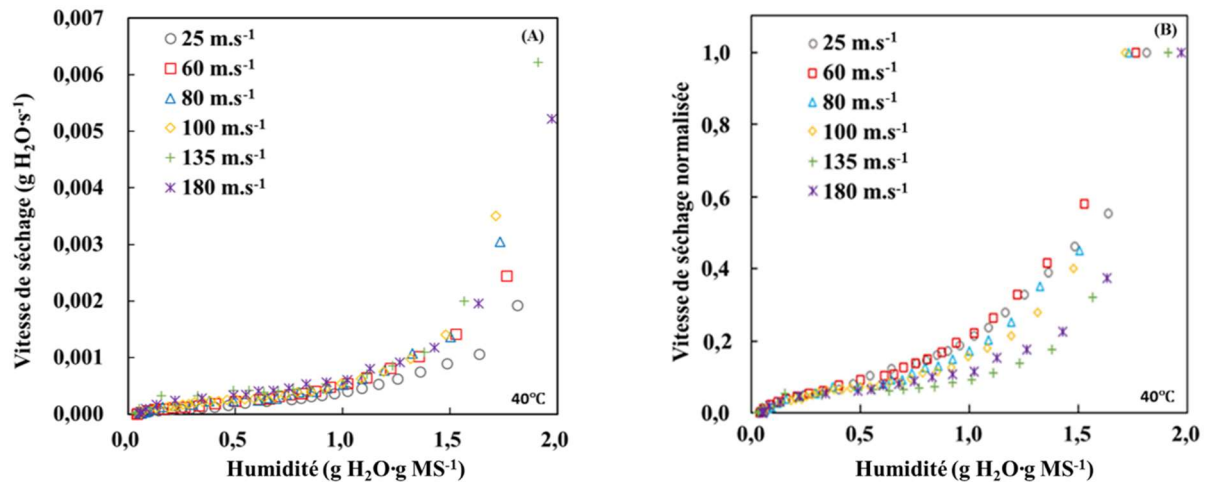 Vitesse de séchage (g H₂O·s⁻¹)
0,007
0,006
0,005
0,004
0,003
0,002
0,001
0,000
(A)
25 m.s⁻¹
60 m.s⁻¹
80 m.s⁻¹
100 m.s⁻¹
135 m.s⁻¹
180 m.s⁻¹
40°C
0,0 0,5 1,0 1,5 2,0
Humidité (g H₂O·g MS⁻¹)
Vitesse de séchage normalisée
1,0
0,8
0,6
0,4
0,2
0,0
(B)
25 m.s⁻¹
60 m.s⁻¹
80 m.s⁻¹
100 m.s⁻¹
135 m.s⁻¹
180 m.s⁻¹
40°C
0,0 0,5 1,0 1,5 2,0
Humidité (g H₂O·g MS⁻¹)